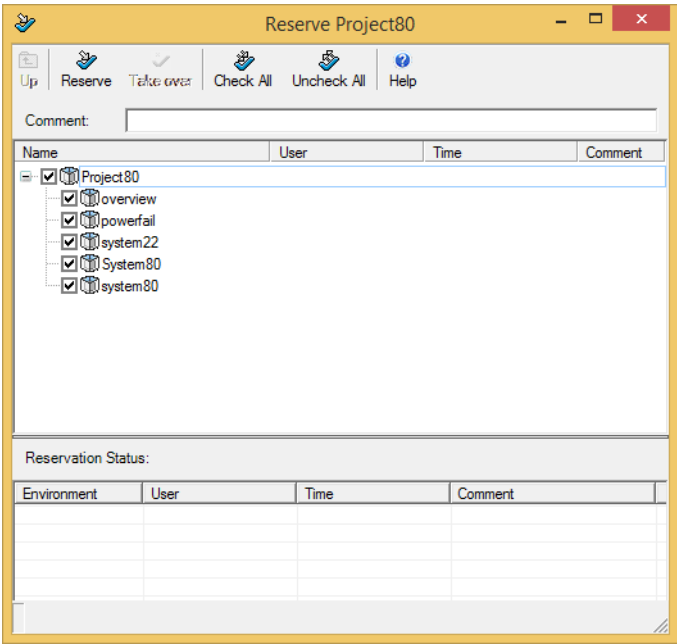 Reserve Project80
Up Reserve Take over Check All Uncheck All Help
Comment:
Name User Time Comment
Project80
overview
powerfail
system22
System80
system80
Reservation Status:
Environment User Time Comment